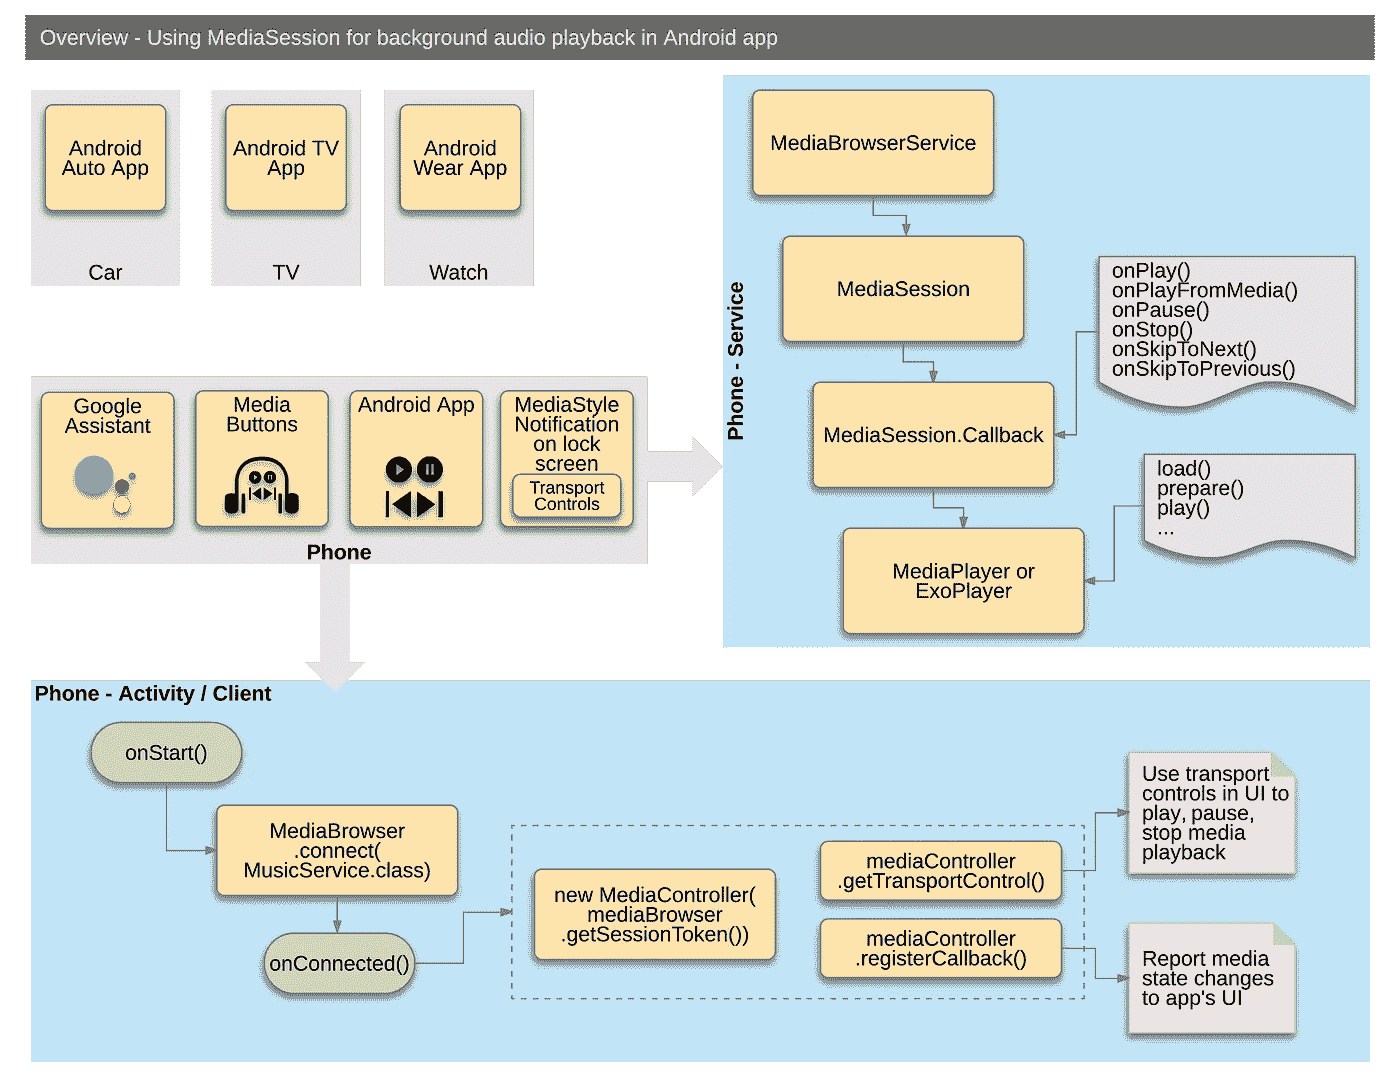 Overview - Using MediaSession for background audio playback in Android app
Android
Auto App
Car
Android TV
App
TV
Android
Wear App
Watch
Google
Assistant
Media
Buttons
Android App
MediaStyle
Notification
on lock
screen
Transport
Controls
Phone
Phone - Service
MediaBrowserService
MediaSession
MediaSession.Callback
MediaPlayer or
ExoPlayer
onPlay()
onPlayFromMedia()
onPause()
onStop()
onSkipToNext()
onSkipToPrevious()
load()
prepare()
play()
...
Phone - Activity / Client
onStart()
MediaBrowser
.connect(
MusicService.class)
onConnected()
new MediaController(
mediaBrowser
.getSessionToken())
mediaController
.getTransportControl()
mediaController
.registerCallback()
Use transport
controls in UI to
play, pause,
stop media
playback
Report media
state changes
to app's UI